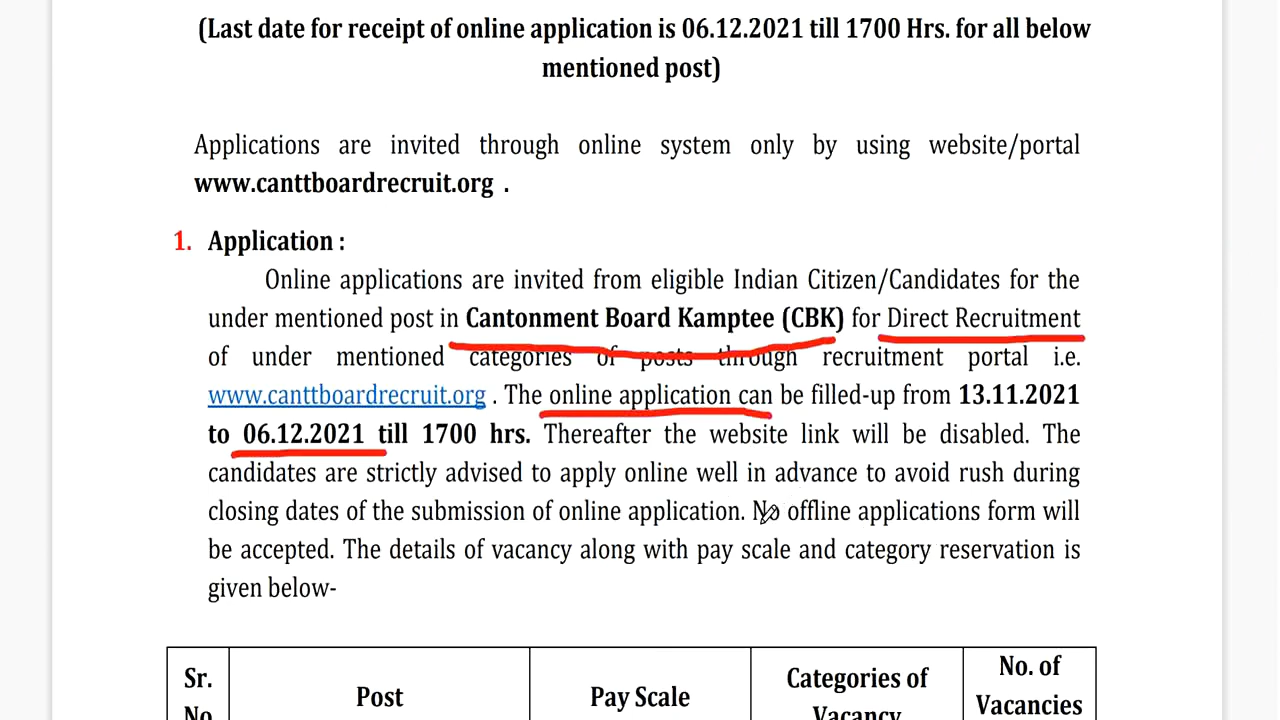 (Last date for receipt of online application is 06.12.2021 till 1700 Hrs. for all below
mentioned post)
Applications are invited through online system only by using website/portal
www.canttboardrecruit.org .
1. Application :
Online applications are invited from eligible Indian Citizen/Candidates for the
under mentioned post in Cantonment Board Kamptee (CBK) for Direct Recruitment
of under mentioned categories of posts through recruitment portal i.e.
www.canttboardrecruit.org . The online application can be filled-up from 13.11.2021
to 06.12.2021 till 1700 hrs. Thereafter the website link will be disabled. The
candidates are strictly advised to apply online well in advance to avoid rush during
closing dates of the submission of online application. No offline applications form will
be accepted. The details of vacancy along with pay scale and category reservation is
given below-
Sr. No Post Pay Scale Categories of Vacancy No. of Vacancies